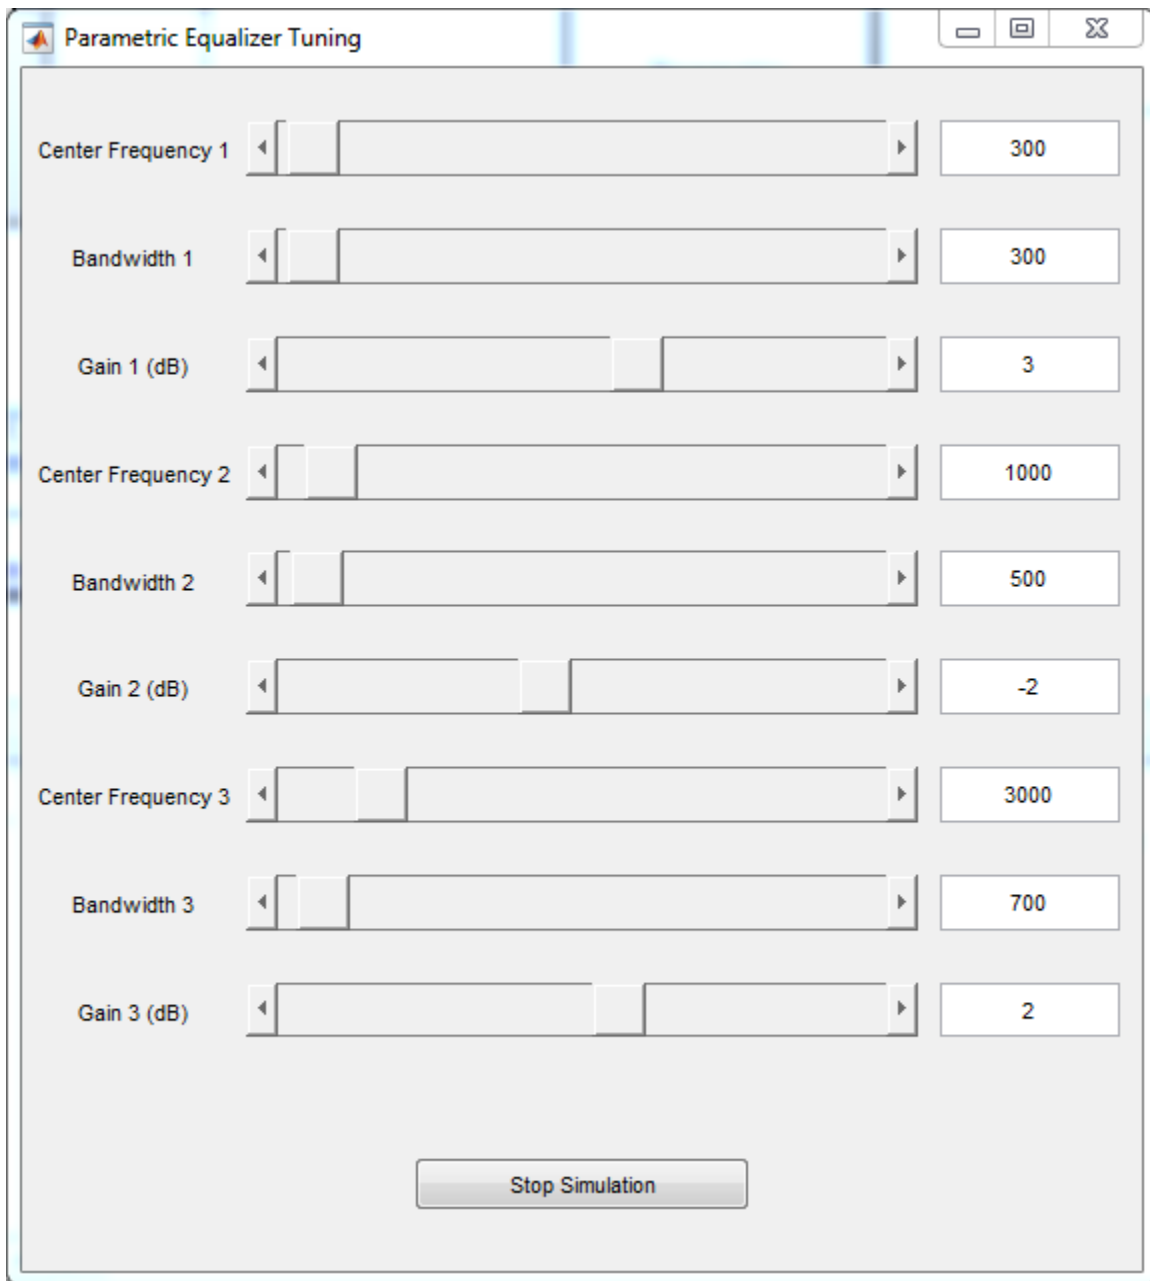 Parametric Equalizer Tuning
Center Frequency 1 300
Bandwidth 1 300
Gain 1 (dB) 3
Center Frequency 2 1000
Bandwidth 2 500
Gain 2 (dB) -2
Center Frequency 3 3000
Bandwidth 3 700
Gain 3 (dB) 2
Stop Simulation